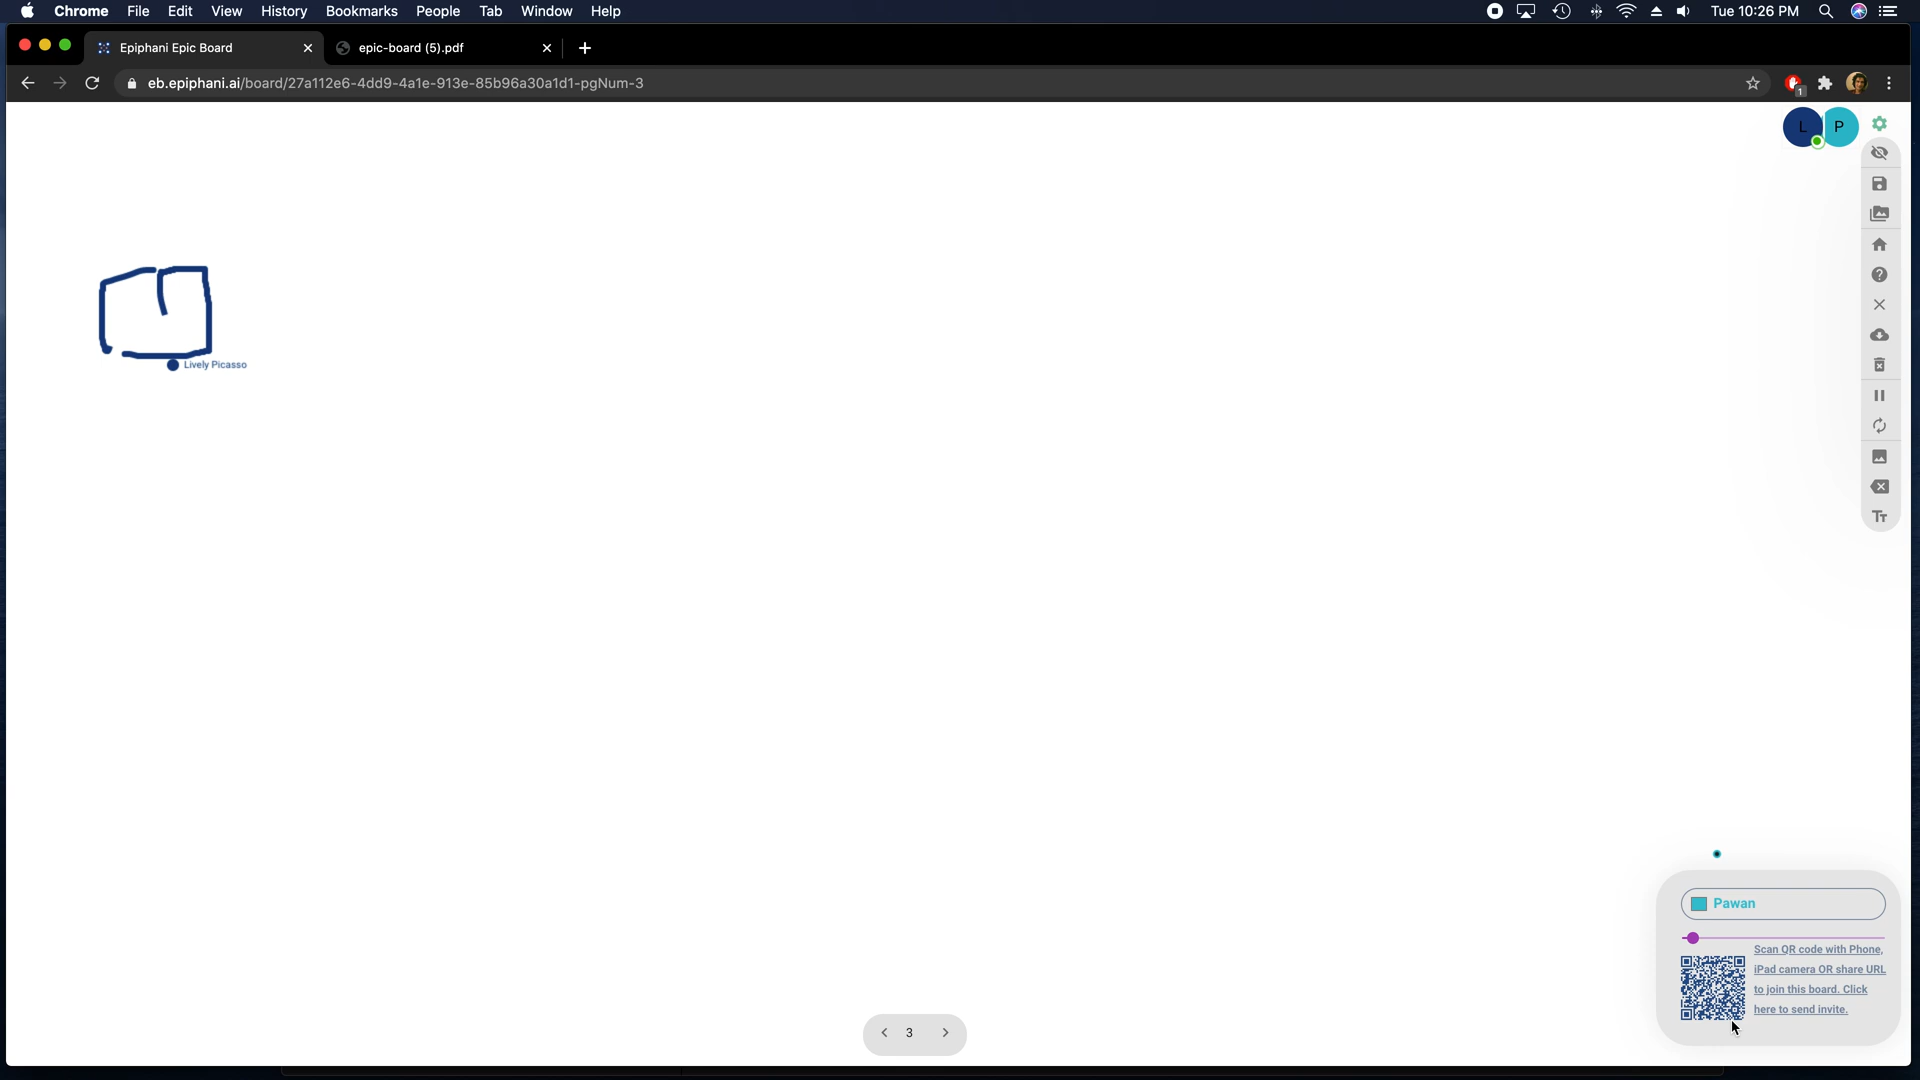 Chrome File Edit View History Bookmarks People Tab Window Help Tue 10:26 PM
Epiphani Epic Board epic-board (5).pdf
eb.epiphani.ai/board/27a112e6-4dd9-4a1e-913e-85b96a30a1d1-pgNum-3 1
L P
Lively Picasso
Tт
Pawan
Scan QR code with Phone,
iPad camera OR share URL
to join this board. Click
here to send invite.
3